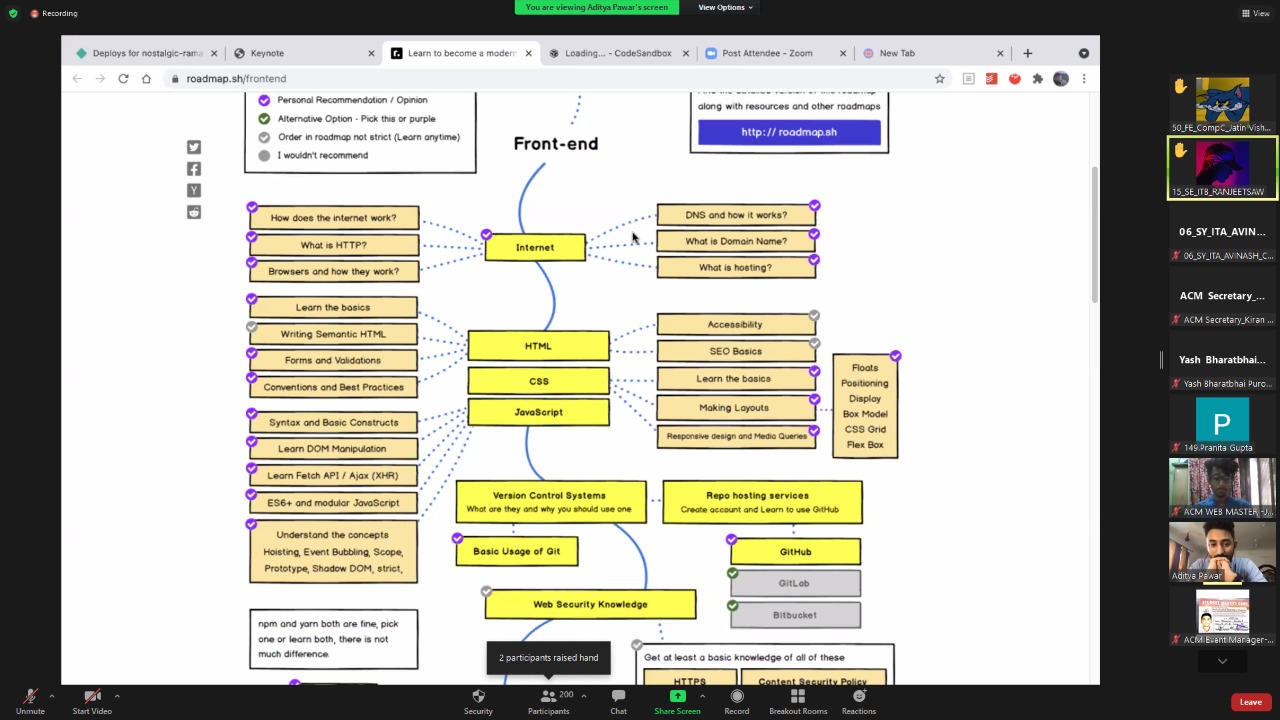 Recording
You are viewing Aditya Pawar's screen
View Options
View
Deploys for nostalgic-rama
Keynote
Learn to become a modern
Loading... - CodeSandbox
Post Attendee - Zoom
New Tab
roadmap.sh/frontend
Personal Recommendation / Opinion
Alternative Option - Pick this or purple
Order in roadmap not strict (Learn anytime)
I wouldn't recommend
along with resources and other roadmaps
http:// roadmap.sh
Front-end
How does the internet work?
What is HTTP?
Browsers and how they work?
Internet
DNS and how it works?
What is Domain Name?
What is hosting?
Learn the basics
Writing Semantic HTML
Forms and Validations
Conventions and Best Practices
HTML
CSS
JavaScript
Accessibility
SEO Basics
Learn the basics
Making Layouts
Responsive design and Media Queries
Floats
Positioning
Display
Box Model
CSS Grid
Flex Box
Syntax and Basic Constructs
Learn DOM Manipulation
Learn Fetch API / Ajax (XHR)
ES6+ and modular JavaScript
Understand the concepts
Hoisting, Event Bubbling, Scope,
Prototype, Shadow DOM, strict,
Version Control Systems
What are they and why you should use one
Repo hosting services
Create account and Learn to use GitHub
Basic Usage of Git
GitHub
GitLab
Bitbucket
Web Security Knowledge
npm and yarn both are fine, pick
one or learn both, there is not
much difference.
Get at least a basic knowledge of all of these
HTTPS
Content Security Policy
2 participants raised hand
50_FE_CompC_Jatin Vish...
15_SE_ITB_RANJEETSAW
06_SY_ITA_AVIN...
06_SY_ITA_AVINASH_C...
ACM Secretary_...
ACM Secretary_Kiran ...
Yash Bharatbhai...
Yash Bharatbhai Puro...
P
149.Pranita Gupta
ACM WEB MASTER -J...
Aditya Pawar
ACM Event Manager-...
Unmute
Start Video
Security
Participants
200
Chat
Share Screen
Record
Breakout Rooms
Reactions
Leave